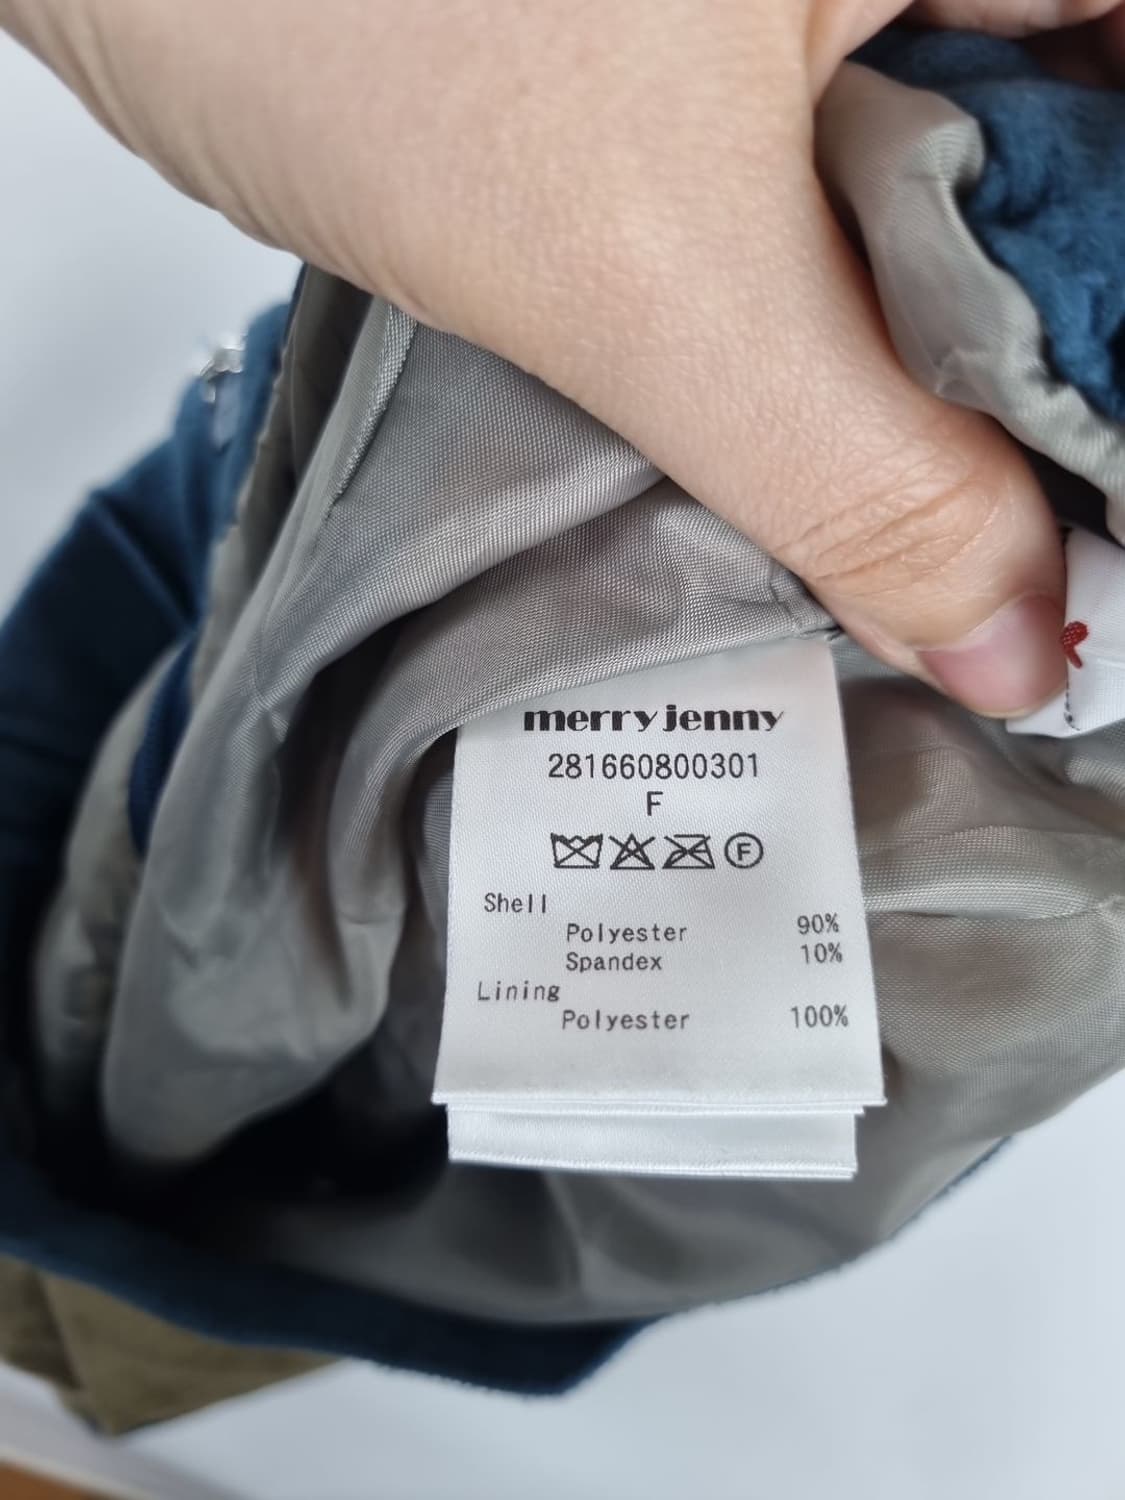 merry jenny
281660800301
F
F
Shell
Polyester 90%
Spandex 10%
Lining
Polyester 100%